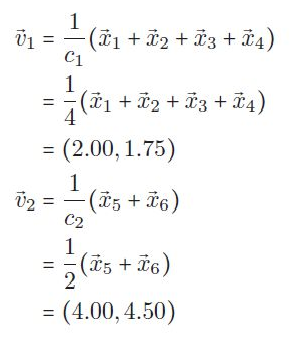 v⃗1 = 1/c1 (x⃗1 + x⃗2 + x⃗3 + x⃗4)
= 1/4 (x⃗1 + x⃗2 + x⃗3 + x⃗4)
= (2.00, 1.75)
v⃗2 = 1/c2 (x⃗5 + x⃗6)
= 1/2 (x⃗5 + x⃗6)
= (4.00, 4.50)